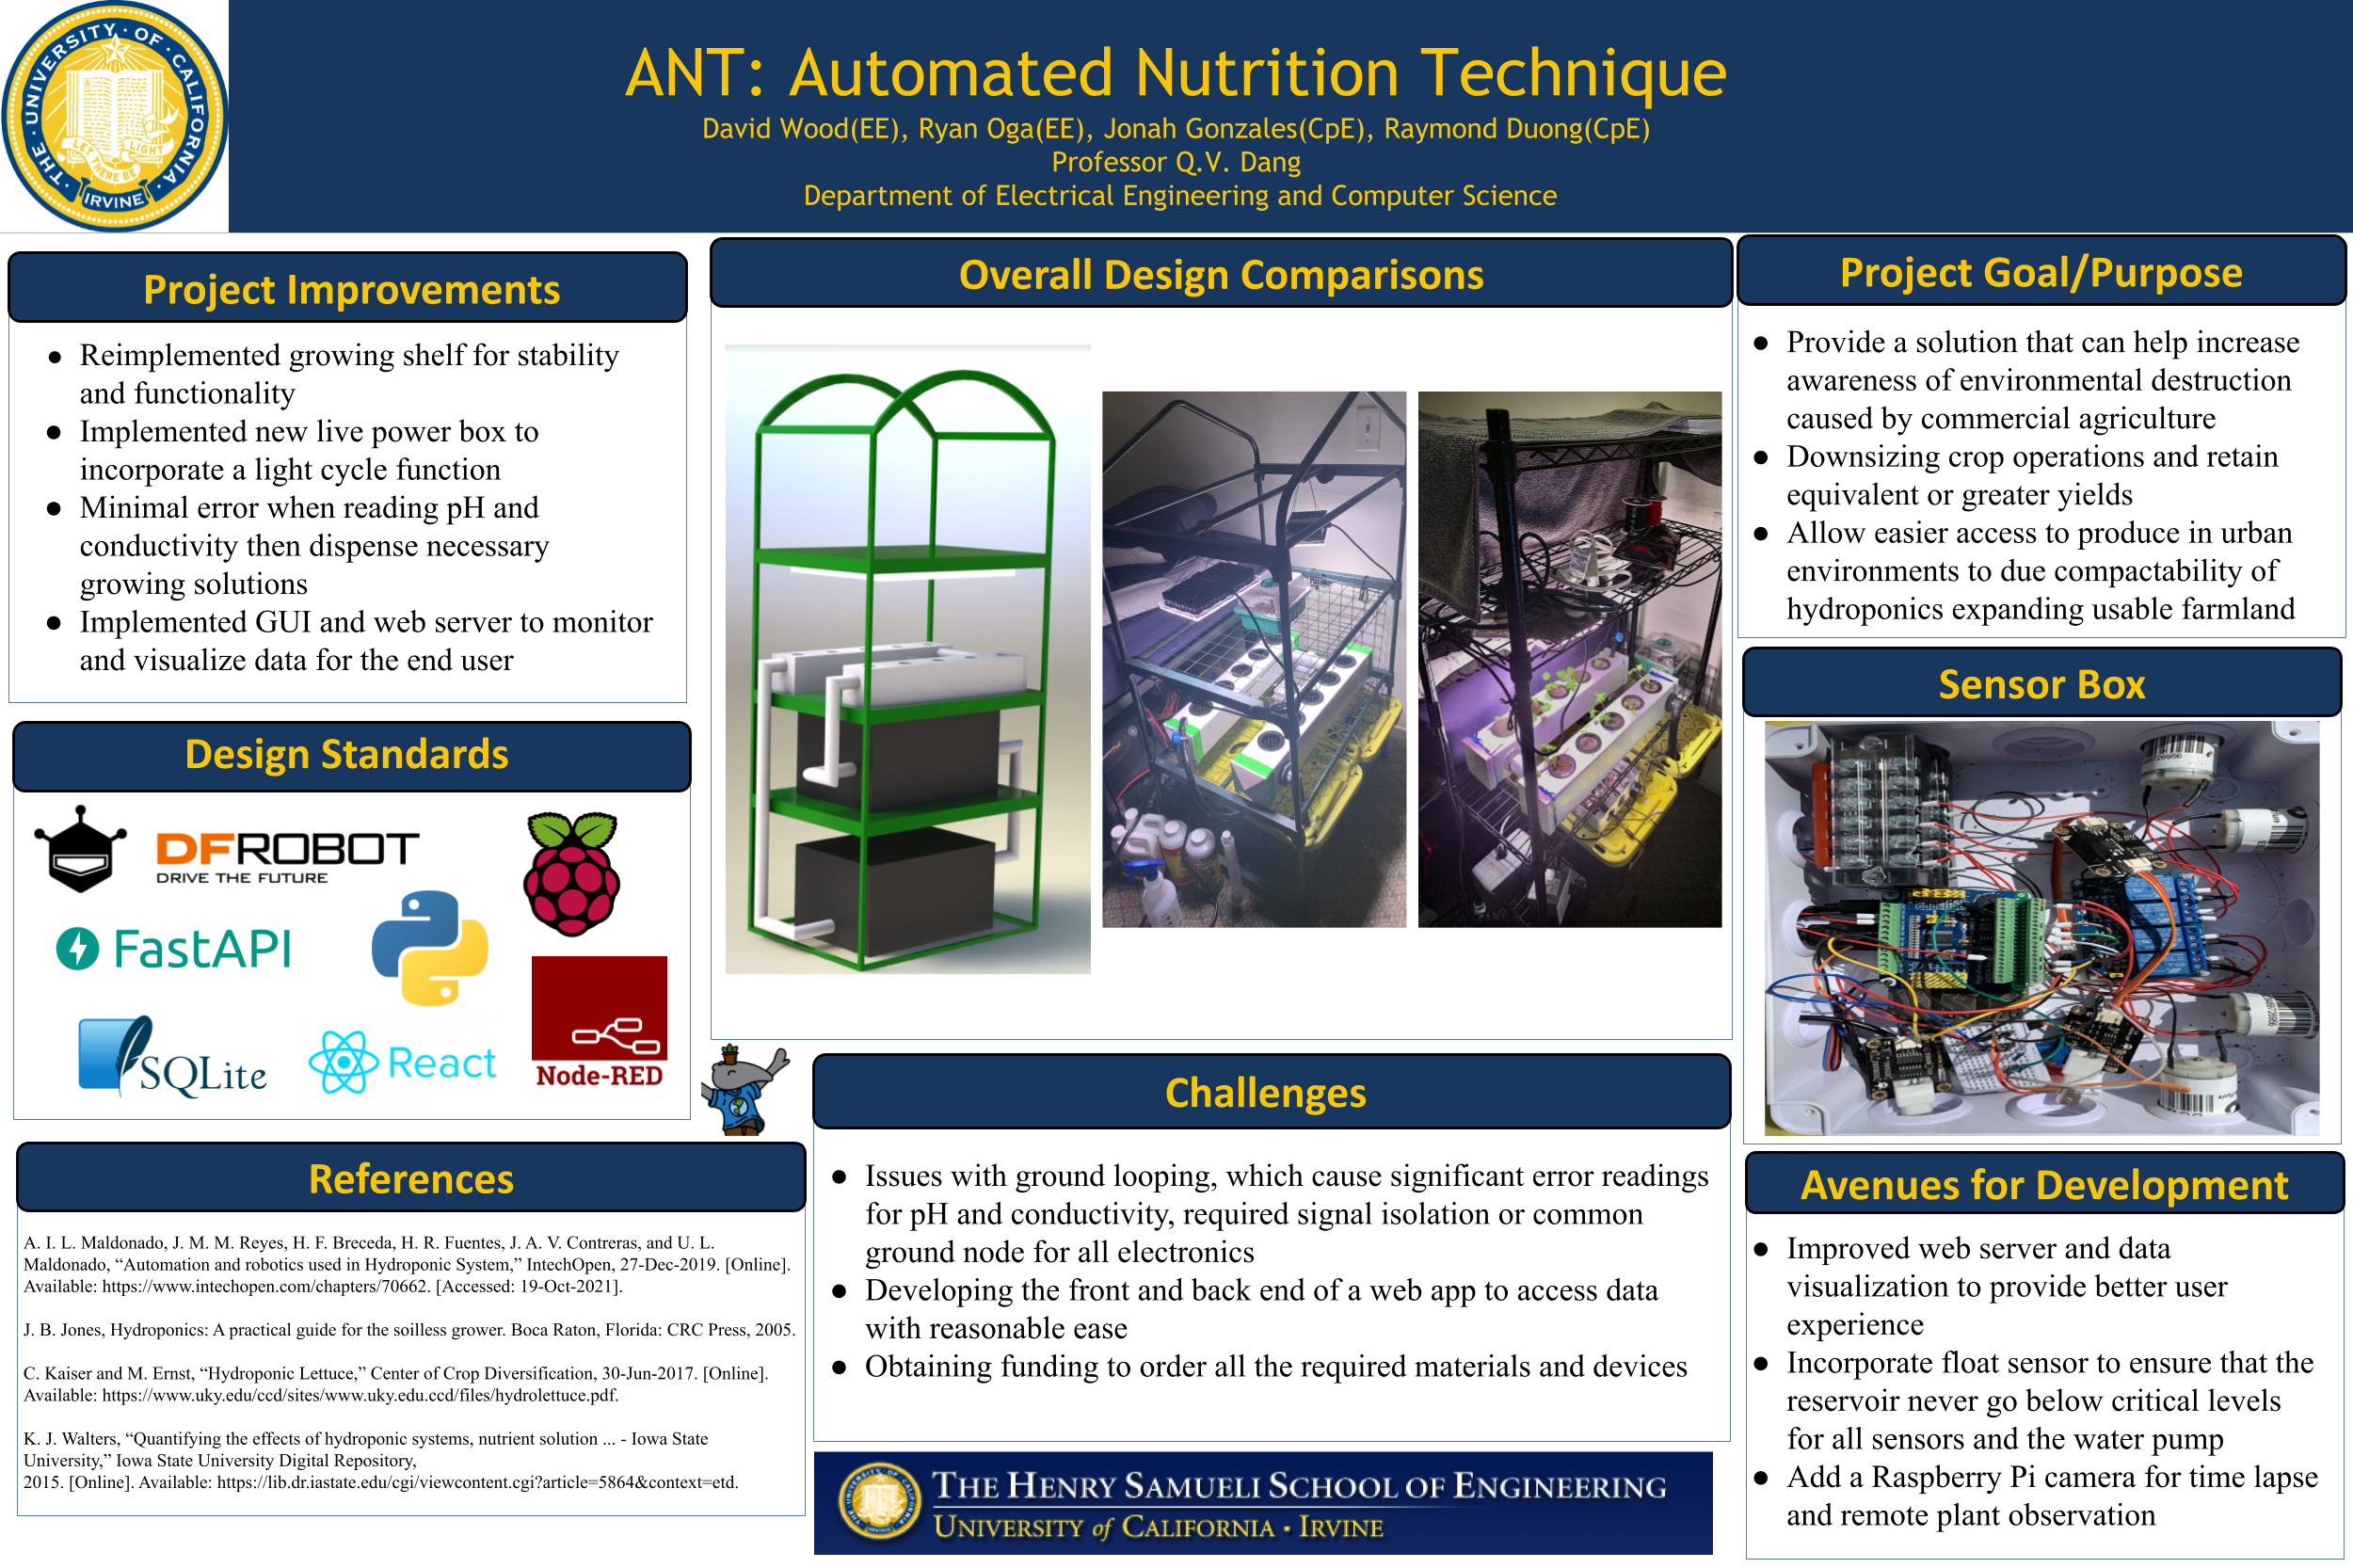 THE · UNIVERSITY · OF · CALIFORNIA · IRVINE
LET THERE BE LIGHT
ANT: Automated Nutrition Technique
David Wood(EE), Ryan Oga(EE), Jonah Gonzales(CpE), Raymond Duong(CpE)
Professor Q.V. Dang
Department of Electrical Engineering and Computer Science
Project Improvements
● Reimplemented growing shelf for stability
and functionality
● Implemented new live power box to
incorporate a light cycle function
● Minimal error when reading pH and
conductivity then dispense necessary
growing solutions
● Implemented GUI and web server to monitor
and visualize data for the end user
Design Standards
DFROBOT
DRIVE THE FUTURE
FastAPI
SQLite
React
Node-RED
References
A. I. L. Maldonado, J. M. M. Reyes, H. F. Breceda, H. R. Fuentes, J. A. V. Contreras, and U. L.
Maldonado, “Automation and robotics used in Hydroponic System,” IntechOpen, 27-Dec-2019. [Online].
Available: https://www.intechopen.com/chapters/70662. [Accessed: 19-Oct-2021].
J. B. Jones, Hydroponics: A practical guide for the soilless grower. Boca Raton, Florida: CRC Press, 2005.
C. Kaiser and M. Ernst, “Hydroponic Lettuce,” Center of Crop Diversification, 30-Jun-2017. [Online].
Available: https://www.uky.edu/ccd/sites/www.uky.edu.ccd/files/hydrolettuce.pdf.
K. J. Walters, “Quantifying the effects of hydroponic systems, nutrient solution ... - Iowa State
University,” Iowa State University Digital Repository,
2015. [Online]. Available: https://lib.dr.iastate.edu/cgi/viewcontent.cgi?article=5864&context=etd.
Overall Design Comparisons
Challenges
● Issues with ground looping, which cause significant error readings
for pH and conductivity, required signal isolation or common
ground node for all electronics
● Developing the front and back end of a web app to access data
with reasonable ease
● Obtaining funding to order all the required materials and devices
THE HENRY SAMUELI SCHOOL OF ENGINEERING
UNIVERSITY of CALIFORNIA · IRVINE
Project Goal/Purpose
● Provide a solution that can help increase
awareness of environmental destruction
caused by commercial agriculture
● Downsizing crop operations and retain
equivalent or greater yields
● Allow easier access to produce in urban
environments to due compactability of
hydroponics expanding usable farmland
Sensor Box
Avenues for Development
● Improved web server and data
visualization to provide better user
experience
● Incorporate float sensor to ensure that the
reservoir never go below critical levels
for all sensors and the water pump
● Add a Raspberry Pi camera for time lapse
and remote plant observation